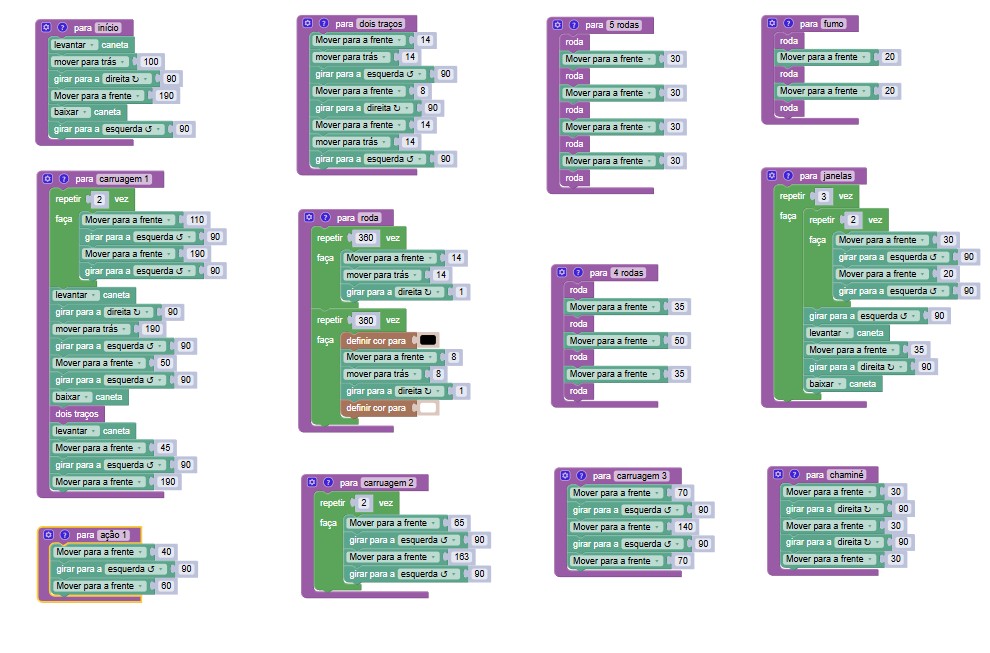 para início
levantar caneta
mover para trás 100
girar para a direita ↻ 90
Mover para a frente 190
baixar caneta
girar para a esquerda ↺ 90
para carruagem 1
repetir 2 vez
faça Mover para a frente 110
girar para a esquerda ↺ 90
Mover para a frente 190
girar para a esquerda ↺ 90
levantar caneta
girar para a direita ↻ 90
mover para trás 190
girar para a esquerda ↺ 90
Mover para a frente 50
girar para a esquerda ↺ 90
baixar caneta
dois traços
levantar caneta
Mover para a frente 45
girar para a esquerda ↺ 90
Mover para a frente 190
para ação 1
Mover para a frente 40
girar para a esquerda ↺ 90
Mover para a frente 60
para dois traços
Mover para a frente 14
mover para trás 14
girar para a esquerda ↺ 90
Mover para a frente 8
girar para a direita ↻ 90
Mover para a frente 14
mover para trás 14
girar para a esquerda ↺ 90
para roda
repetir 360 vez
faça Mover para a frente 14
mover para trás 14
girar para a direita ↻ 1
repetir 360 vez
faça definir cor para
Mover para a frente 8
mover para trás 8
girar para a direita ↻ 1
definir cor para
para carruagem 2
repetir 2 vez
faça Mover para a frente 65
girar para a esquerda ↺ 90
Mover para a frente 163
girar para a esquerda ↺ 90
para 5 rodas
roda
Mover para a frente 30
roda
Mover para a frente 30
roda
Mover para a frente 30
roda
Mover para a frente 30
roda
para 4 rodas
roda
Mover para a frente 35
roda
Mover para a frente 50
roda
Mover para a frente 35
roda
para carruagem 3
Mover para a frente 70
girar para a esquerda ↺ 90
Mover para a frente 140
girar para a esquerda ↺ 90
Mover para a frente 70
para fumo
roda
Mover para a frente 20
roda
Mover para a frente 20
roda
para janelas
repetir 3 vez
faça repetir 2 vez
faça Mover para a frente 30
girar para a esquerda ↺ 90
Mover para a frente 20
girar para a esquerda ↺ 90
girar para a esquerda ↺ 90
levantar caneta
Mover para a frente 35
girar para a direita ↻ 90
baixar caneta
para chaminé
Mover para a frente 30
girar para a direita ↻ 90
Mover para a frente 30
girar para a direita ↻ 90
Mover para a frente 30